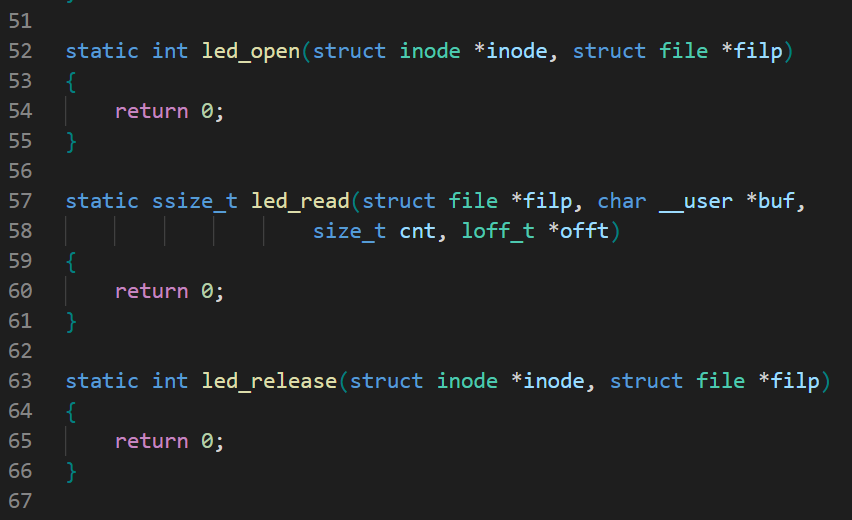 51
52 static int led_open(struct inode *inode, struct file *filp)
53 {
54     return 0;
55 }
56
57 static ssize_t led_read(struct file *filp, char __user *buf,
58                     size_t cnt, loff_t *offt)
59 {
60     return 0;
61 }
62
63 static int led_release(struct inode *inode, struct file *filp)
64 {
65     return 0;
66 }
67